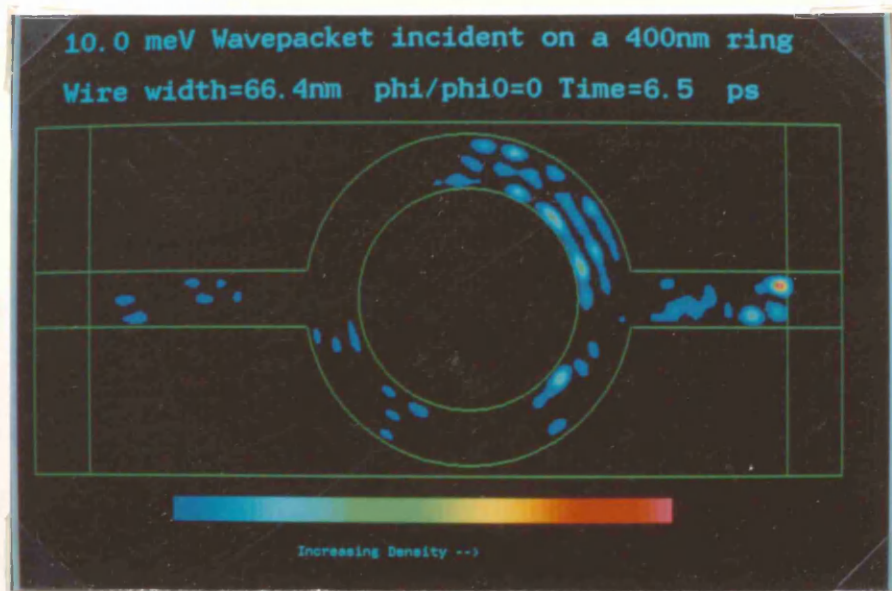 10.0 meV Wavepacket incident on a 400nm ring
Wire width=66.4nm phi/phi0=0 Time=6.5 ps
Increasing Density -->